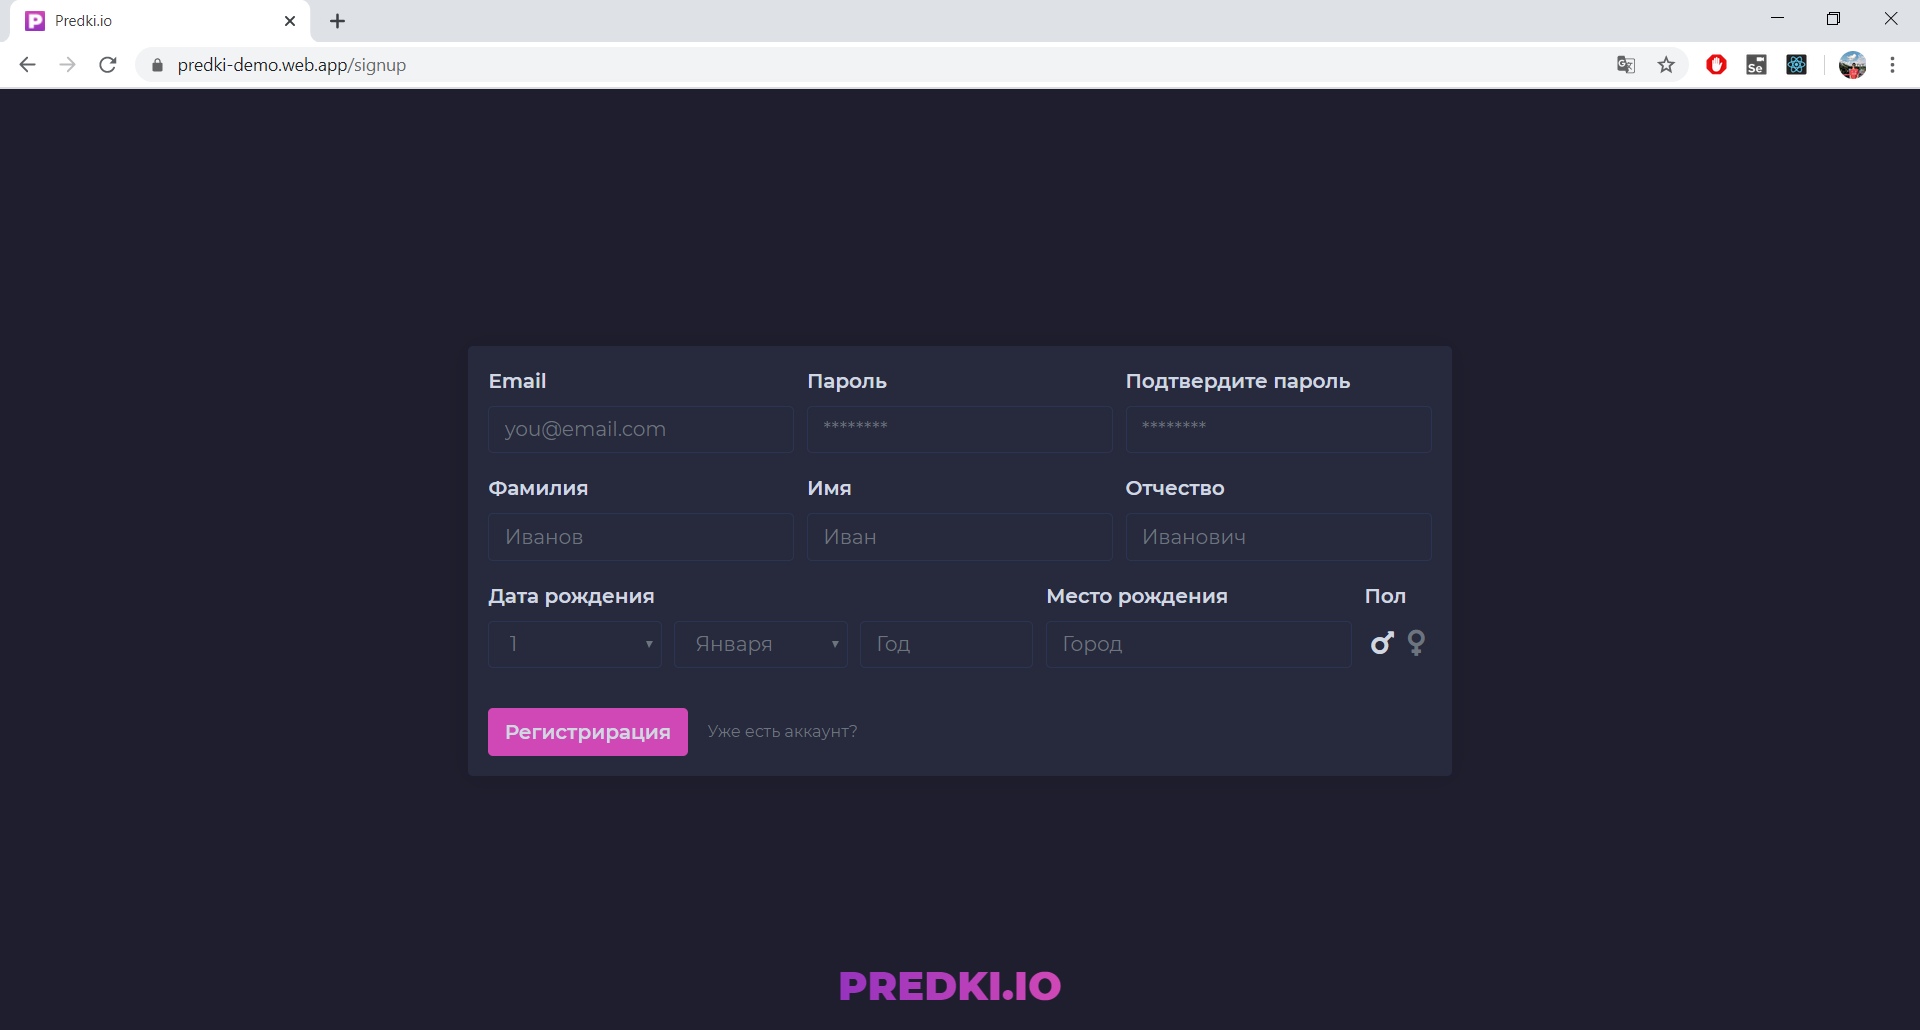 Predki.io
predki-demo.web.app/signup
Email Пароль Подтвердите пароль
you@email.com ******** ********
Фамилия Имя Отчество
Иванов Иван Иванович
Дата рождения Место рождения Пол
1 Января Год Город
Регистрирация Уже есть аккаунт?
PREDKI.IO